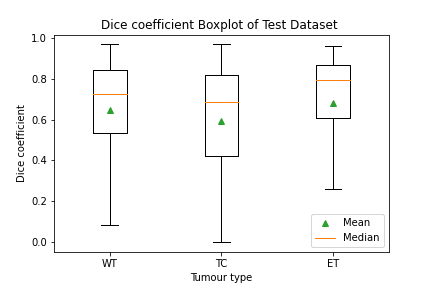 Dice coefficient Boxplot of Test Dataset
1.0
0.8
0.6
0.4
0.2
0.0
Dice coefficient
WT TC ET
Tumour type
Mean
Median